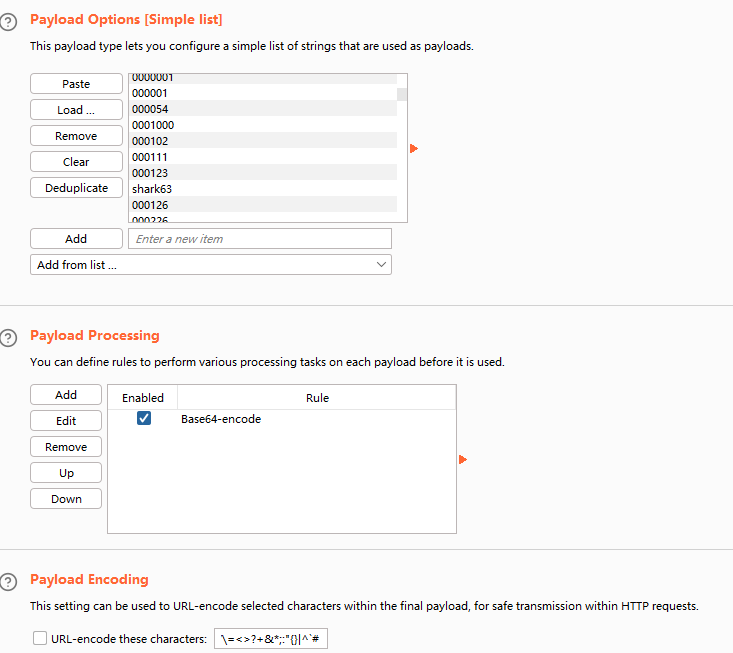 Payload Options [Simple list]
This payload type lets you configure a simple list of strings that are used as payloads.
Paste
Load ...
Remove
Clear
Deduplicate
0000001
000001
000054
0001000
000102
000111
000123
shark63
000126
000226
Add
Enter a new item
Add from list ...
Payload Processing
You can define rules to perform various processing tasks on each payload before it is used.
Add
Edit
Remove
Up
Down
Enabled Rule
Base64-encode
Payload Encoding
This setting can be used to URL-encode selected characters within the final payload, for safe transmission within HTTP requests.
URL-encode these characters: \=<>?+&*;:"{}|^`#